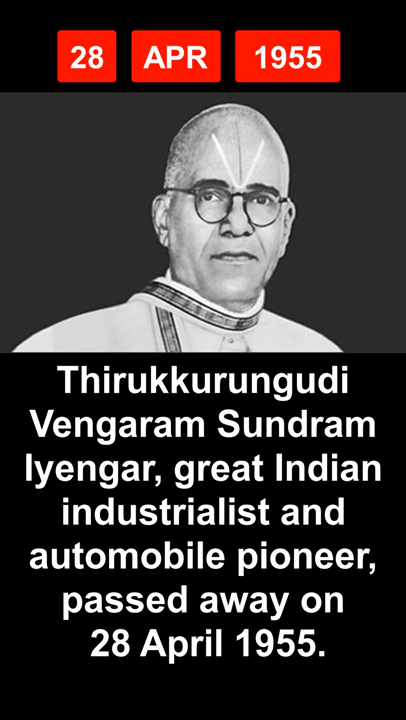 28 APR 1955
Thirukkurungudi
Vengaram Sundram
Iyengar, great Indian
industrialist and
automobile pioneer,
passed away on
28 April 1955.